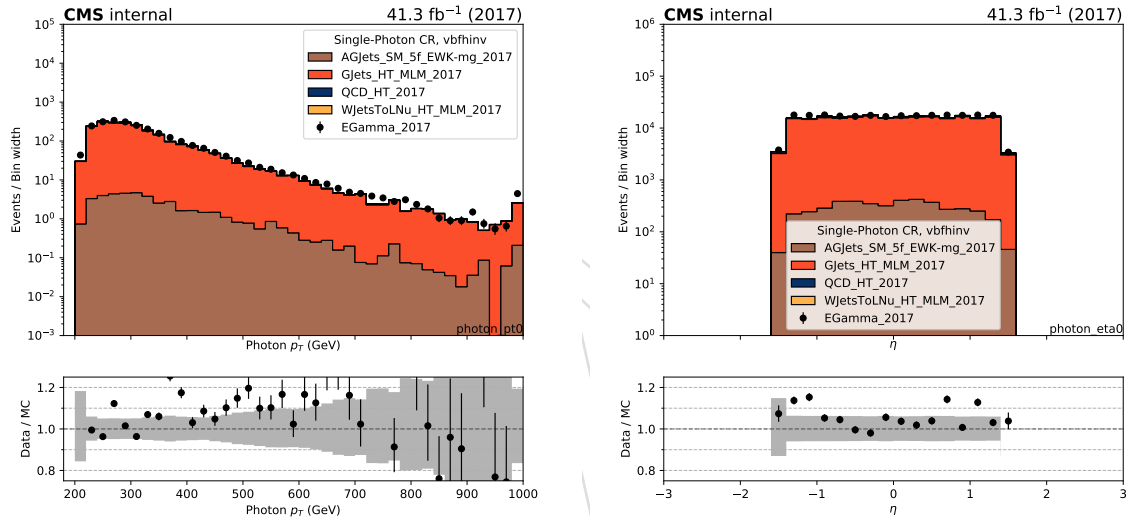 CMS internal
41.3 fb⁻¹ (2017)
10⁵
10⁴
10³
10²
10¹
10⁰
10⁻¹
10⁻²
10⁻³
Events / Bin width
Single-Photon CR, vbfhinv
AGJets_SM_5f_EWK-mg_2017
GJets_HT_MLM_2017
QCD_HT_2017
WJetsToLNu_HT_MLM_2017
EGamma_2017
photon_pt0
Photon p_T (GeV)
1.2
1.0
0.8
Data / MC
200 300 400 500 600 700 800 900 1000
Photon p_T (GeV)
CMS internal
41.3 fb⁻¹ (2017)
10⁶
10⁵
10⁴
10³
10²
10¹
10⁰
Events / Bin width
Single-Photon CR, vbfhinv
AGJets_SM_5f_EWK-mg_2017
GJets_HT_MLM_2017
QCD_HT_2017
WJetsToLNu_HT_MLM_2017
EGamma_2017
photon_eta0
η
1.2
1.0
0.8
Data / MC
−3 −2 −1 0 1 2 3
η